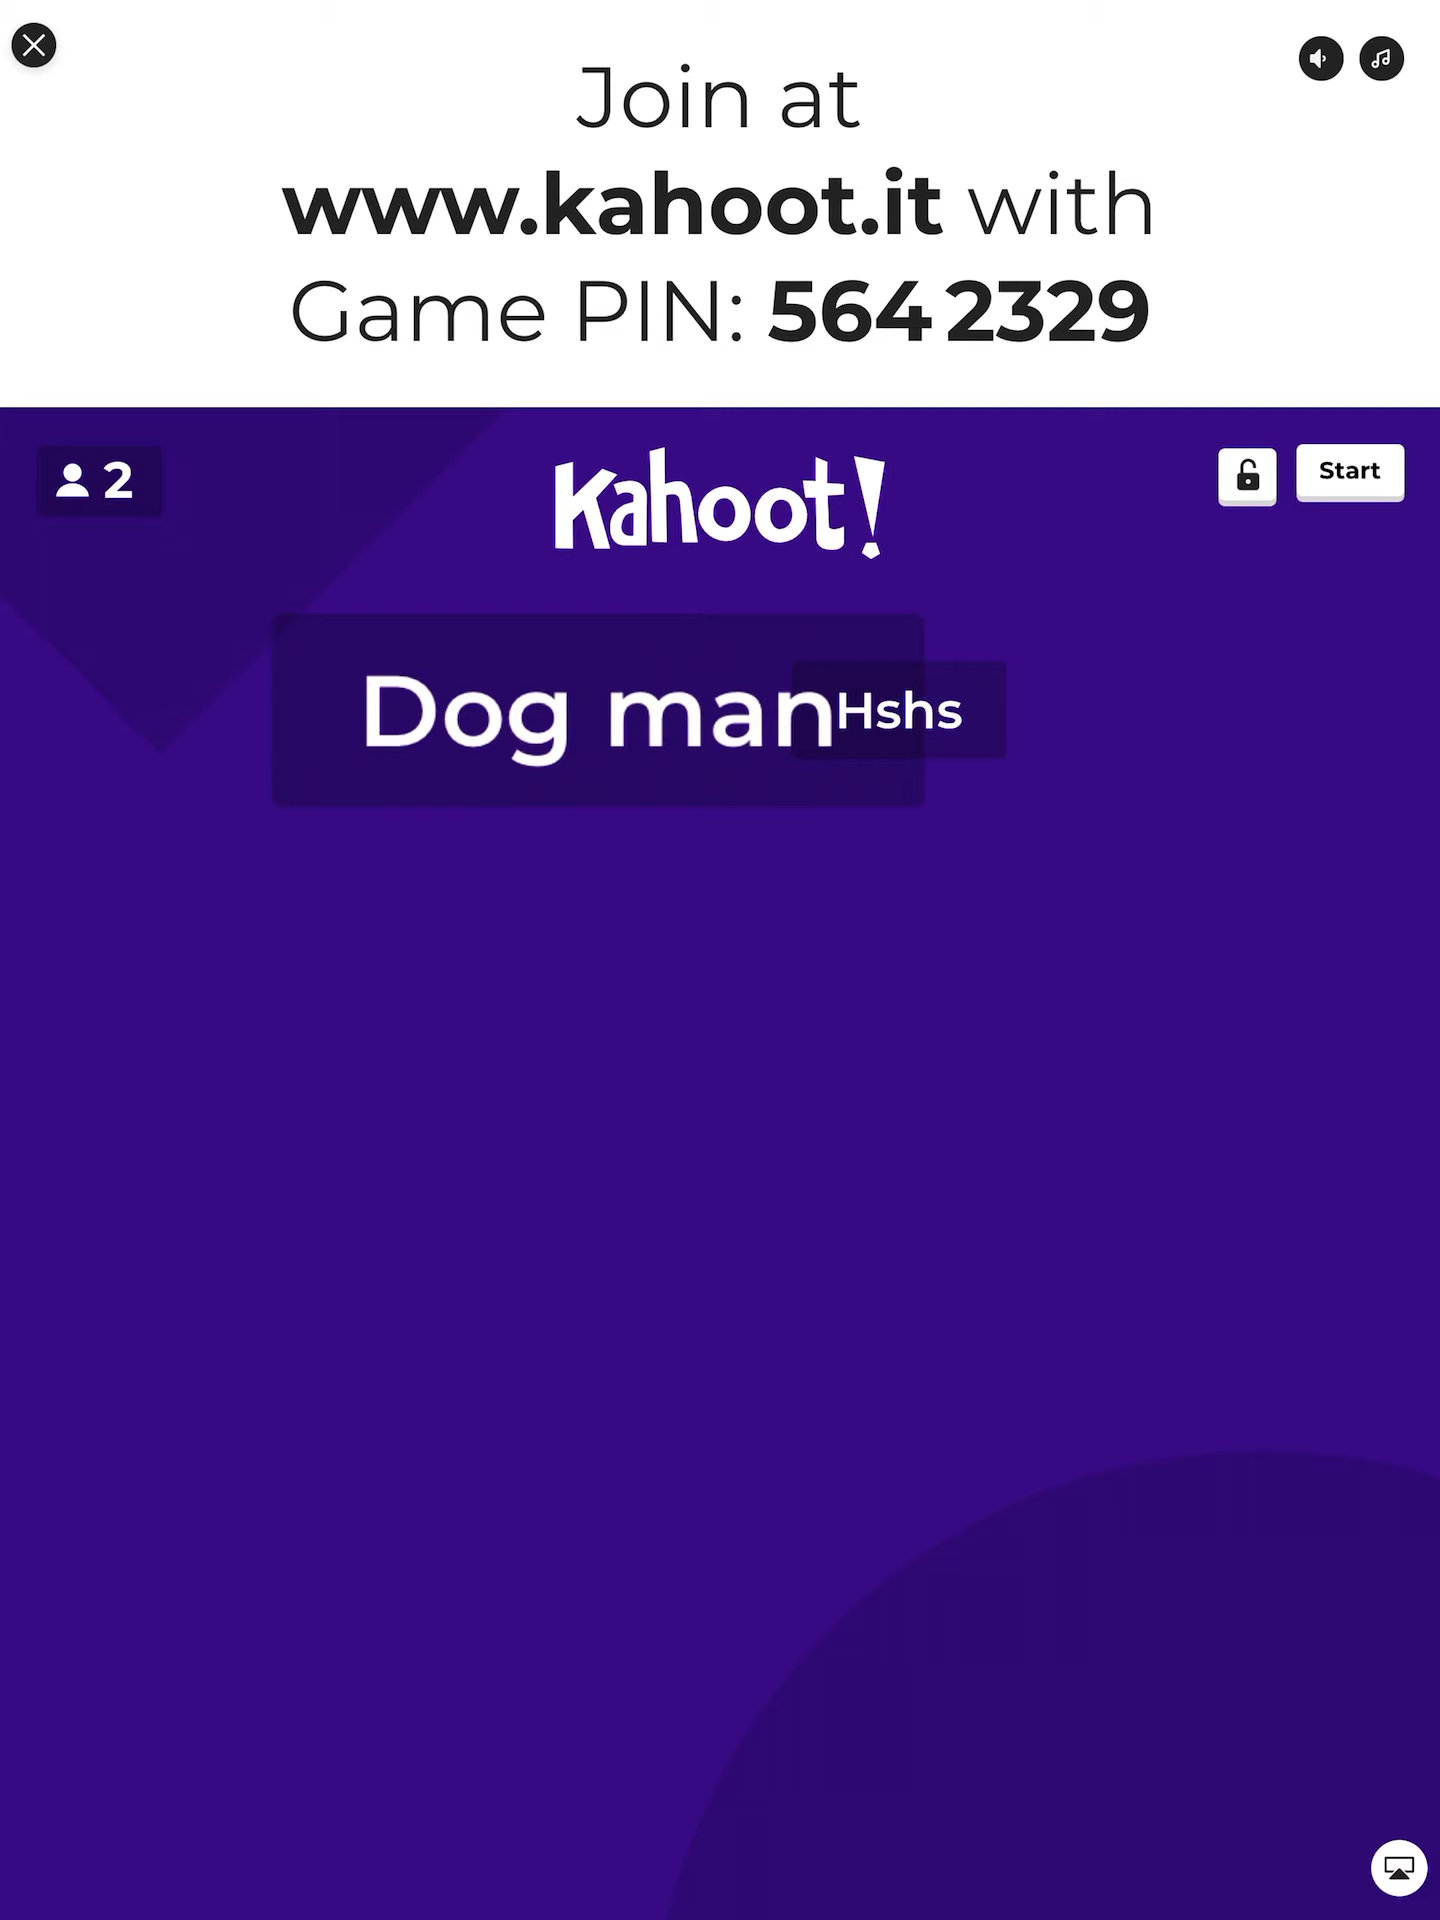 Join at
www.kahoot.it with
Game PIN: 564 2329
2
Kahoot!
Start
Dog man
Hshs